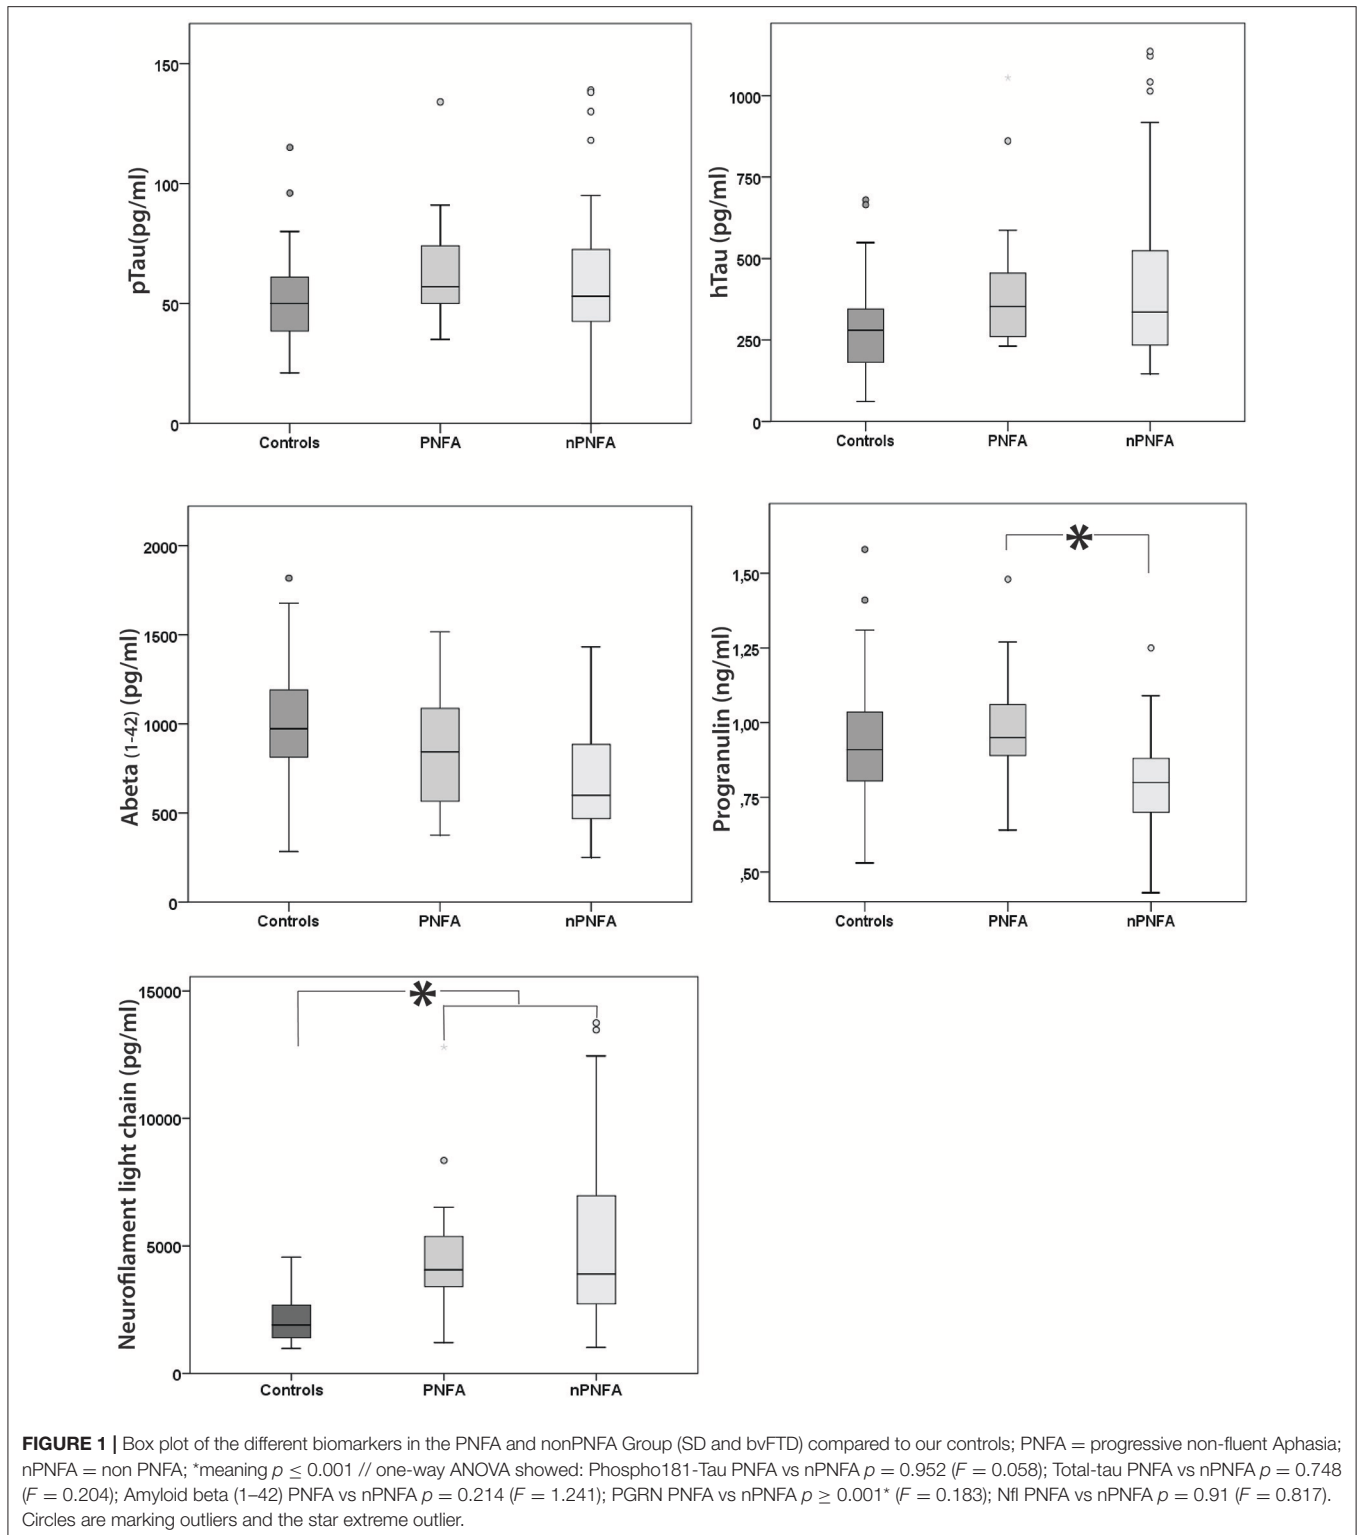 pTau(pg/ml)
150
100
50
0
Controls PNFA nPNFA
hTau (pg/ml)
1000
750
500
250
0
*
Controls PNFA nPNFA
Abeta (1-42) (pg/ml)
2000
1500
1000
500
0
Controls PNFA nPNFA
Progranulin (ng/ml)
1,50
1,25
1,00
,75
,50
*
Controls PNFA nPNFA
Neurofilament light chain (pg/ml)
15000
10000
5000
0
*
*
Controls PNFA nPNFA
FIGURE 1 | Box plot of the different biomarkers in the PNFA and nonPNFA Group (SD and bvFTD) compared to our controls; PNFA = progressive non-fluent Aphasia;
nPNFA = non PNFA; *meaning p ≤ 0.001 // one-way ANOVA showed: Phospho181-Tau PNFA vs nPNFA p = 0.952 (F = 0.058); Total-tau PNFA vs nPNFA p = 0.748
(F = 0.204); Amyloid beta (1–42) PNFA vs nPNFA p = 0.214 (F = 1.241); PGRN PNFA vs nPNFA p ≥ 0.001* (F = 0.183); Nfl PNFA vs nPNFA p = 0.91 (F = 0.817).
Circles are marking outliers and the star extreme outlier.